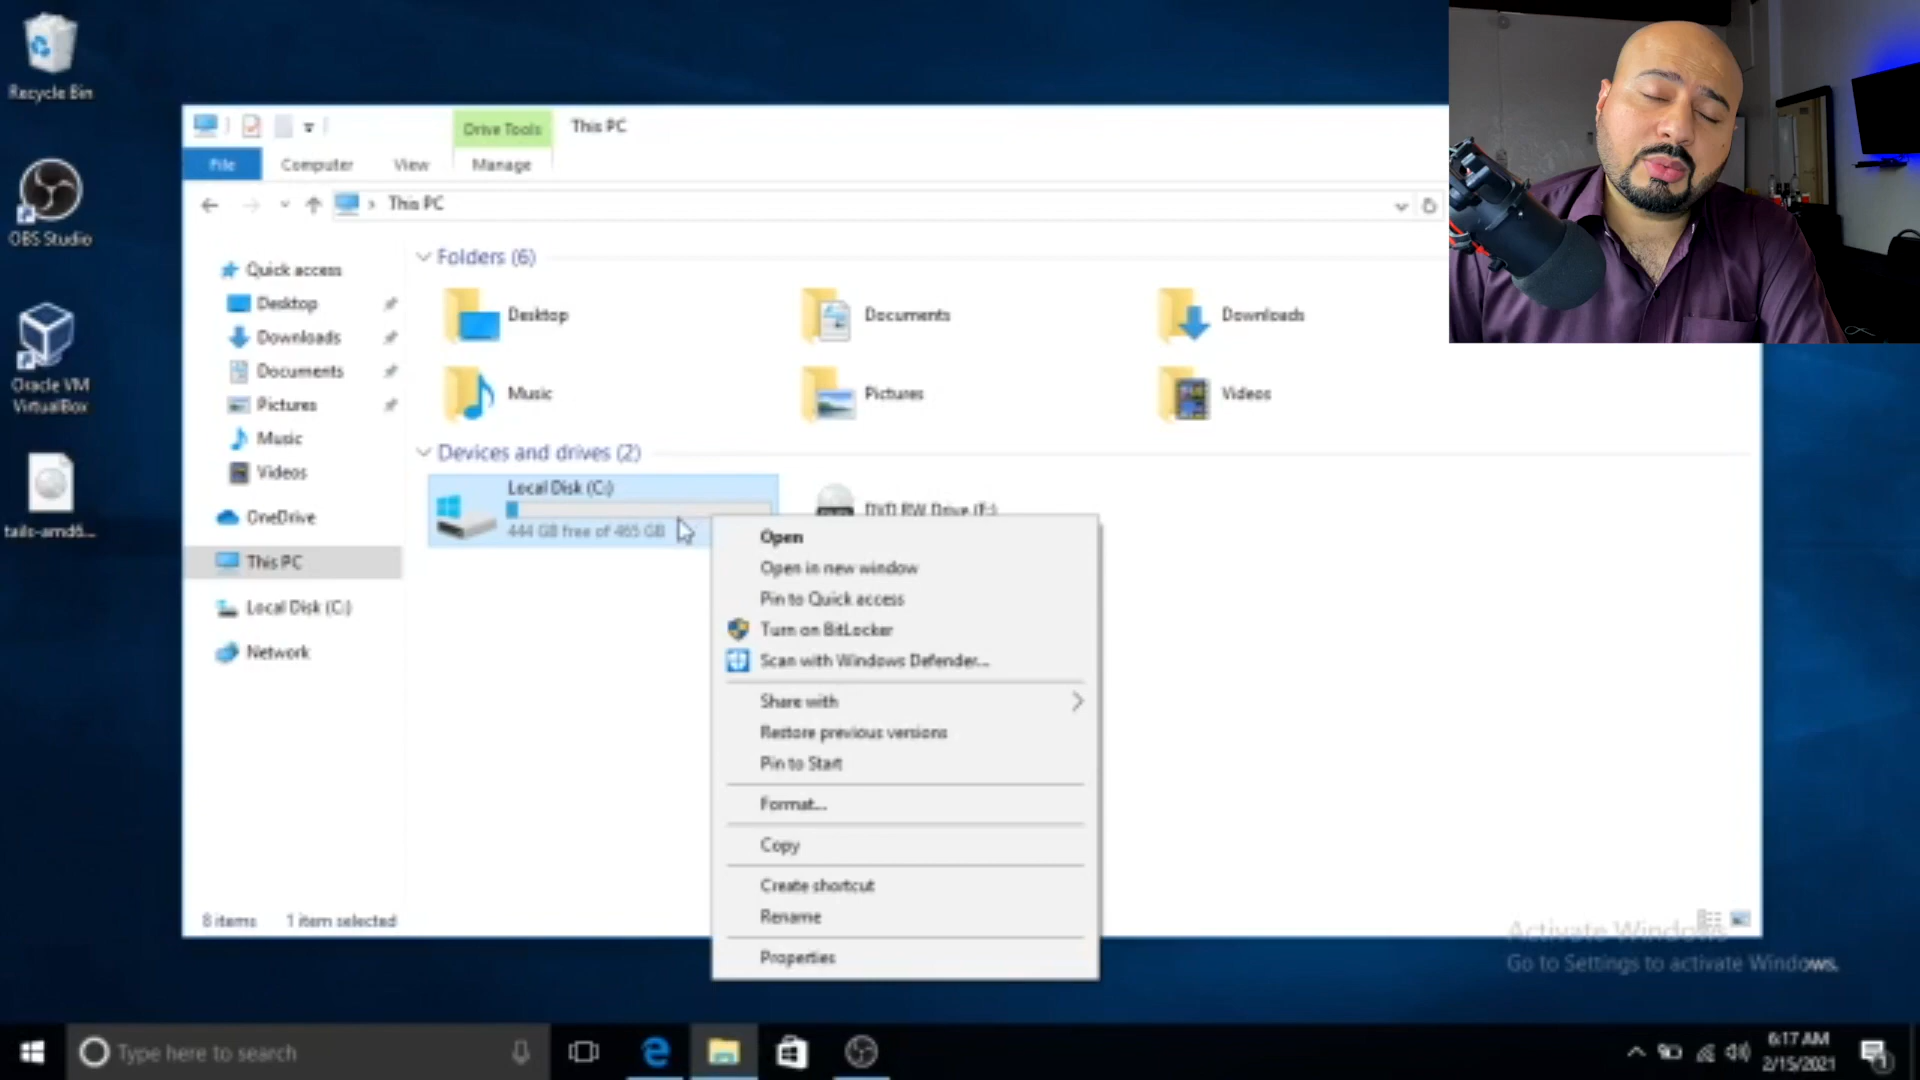 Recycle Bin
OBS Studio
Oracle VM
VirtualBox
tails-amd6...
Drive Tools
This PC
File
Computer
View
Manage
This PC
Quick access
Desktop
Downloads
Documents
Pictures
Music
Videos
OneDrive
This PC
Local Disk (C:)
Network
Folders (6)
Desktop
Documents
Downloads
Music
Pictures
Videos
Devices and drives (2)
Local Disk (C:)
444 GB free of 465 GB
DVD RW Drive (E:)
Open
Open in new window
Pin to Quick access
Turn on BitLocker
Scan with Windows Defender...
Share with
Restore previous versions
Pin to Start
Format...
Copy
Create shortcut
Rename
Properties
8 items
1 item selected
Activate Windows
Go to Settings to activate Windows.
Type here to search
6:17 AM
2/15/2021
1